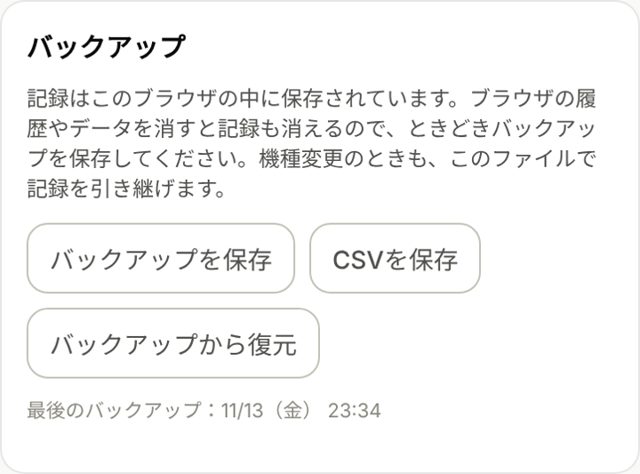 バックアップ
記録はこのブラウザの中に保存されています。ブラウザの履
歴やデータを消すと記録も消えるので、ときどきバックアッ
プを保存してください。機種変更のときも、このファイルで
記録を引き継げます。
バックアップを保存
CSVを保存
バックアップから復元
最後のバックアップ：11/13（金） 23:34